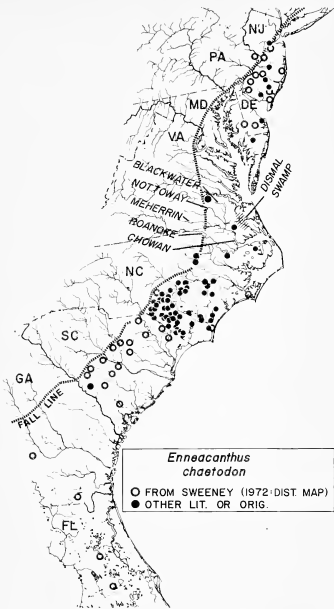 NJ
PA
MD
DE
VA
BLACKWATER
NOTTOWAY
MEHERRIN
ROANOKE
CHOWAN
DISMAL
SWAMP
NC
SC
GA
FALL LINE
FL
Enneacanthus
chaetodon
FROM SWEENEY (1972: DIST. MAP)
OTHER LIT. OR ORIG.